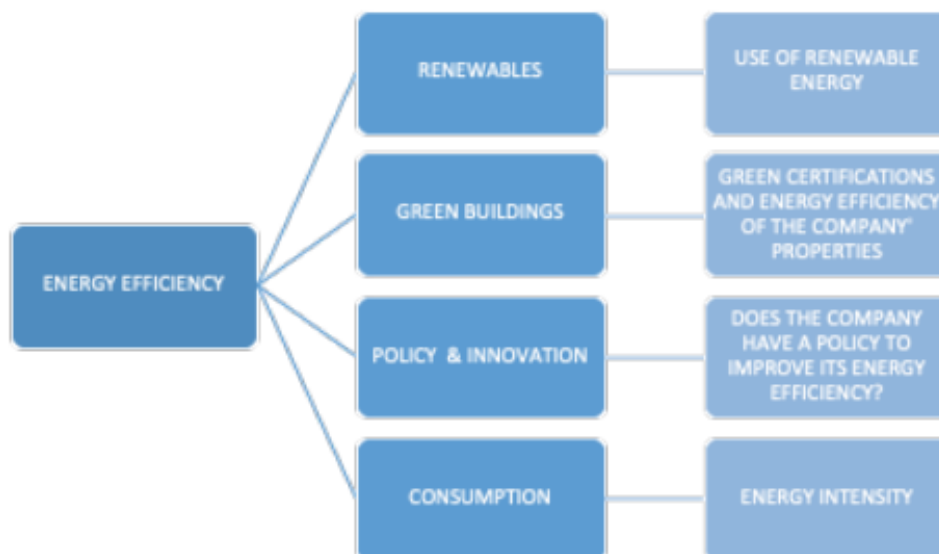 RENEWABLES
USE OF RENEWABLE
ENERGY
GREEN BUILDINGS
GREEN CERTIFICATIONS
AND ENERGY EFFICIENCY
OF THE COMPANY'
PROPERTIES
ENERGY EFFICIENCY
POLICY & INNOVATION
DOES THE COMPANY
HAVE A POLICY TO
IMPROVE ITS ENERGY
EFFICIENCY?
CONSUMPTION
ENERGY INTENSITY